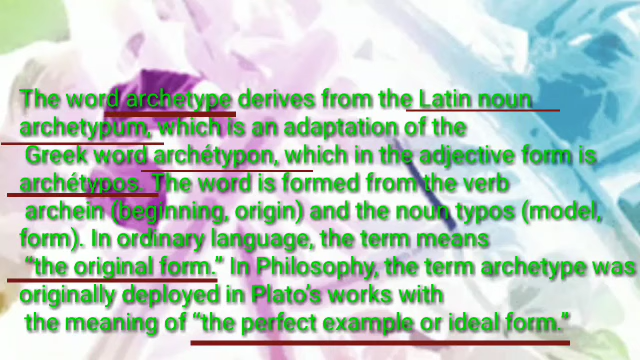 The word archetype derives from the Latin noun
archetypum, which is an adaptation of the
Greek word archétypon, which in the adjective form is
archétypos. The word is formed from the verb
archein (beginning, origin) and the noun typos (model,
form). In ordinary language, the term means
“the original form.” In Philosophy, the term archetype was
originally deployed in Plato’s works with
the meaning of “the perfect example or ideal form.”